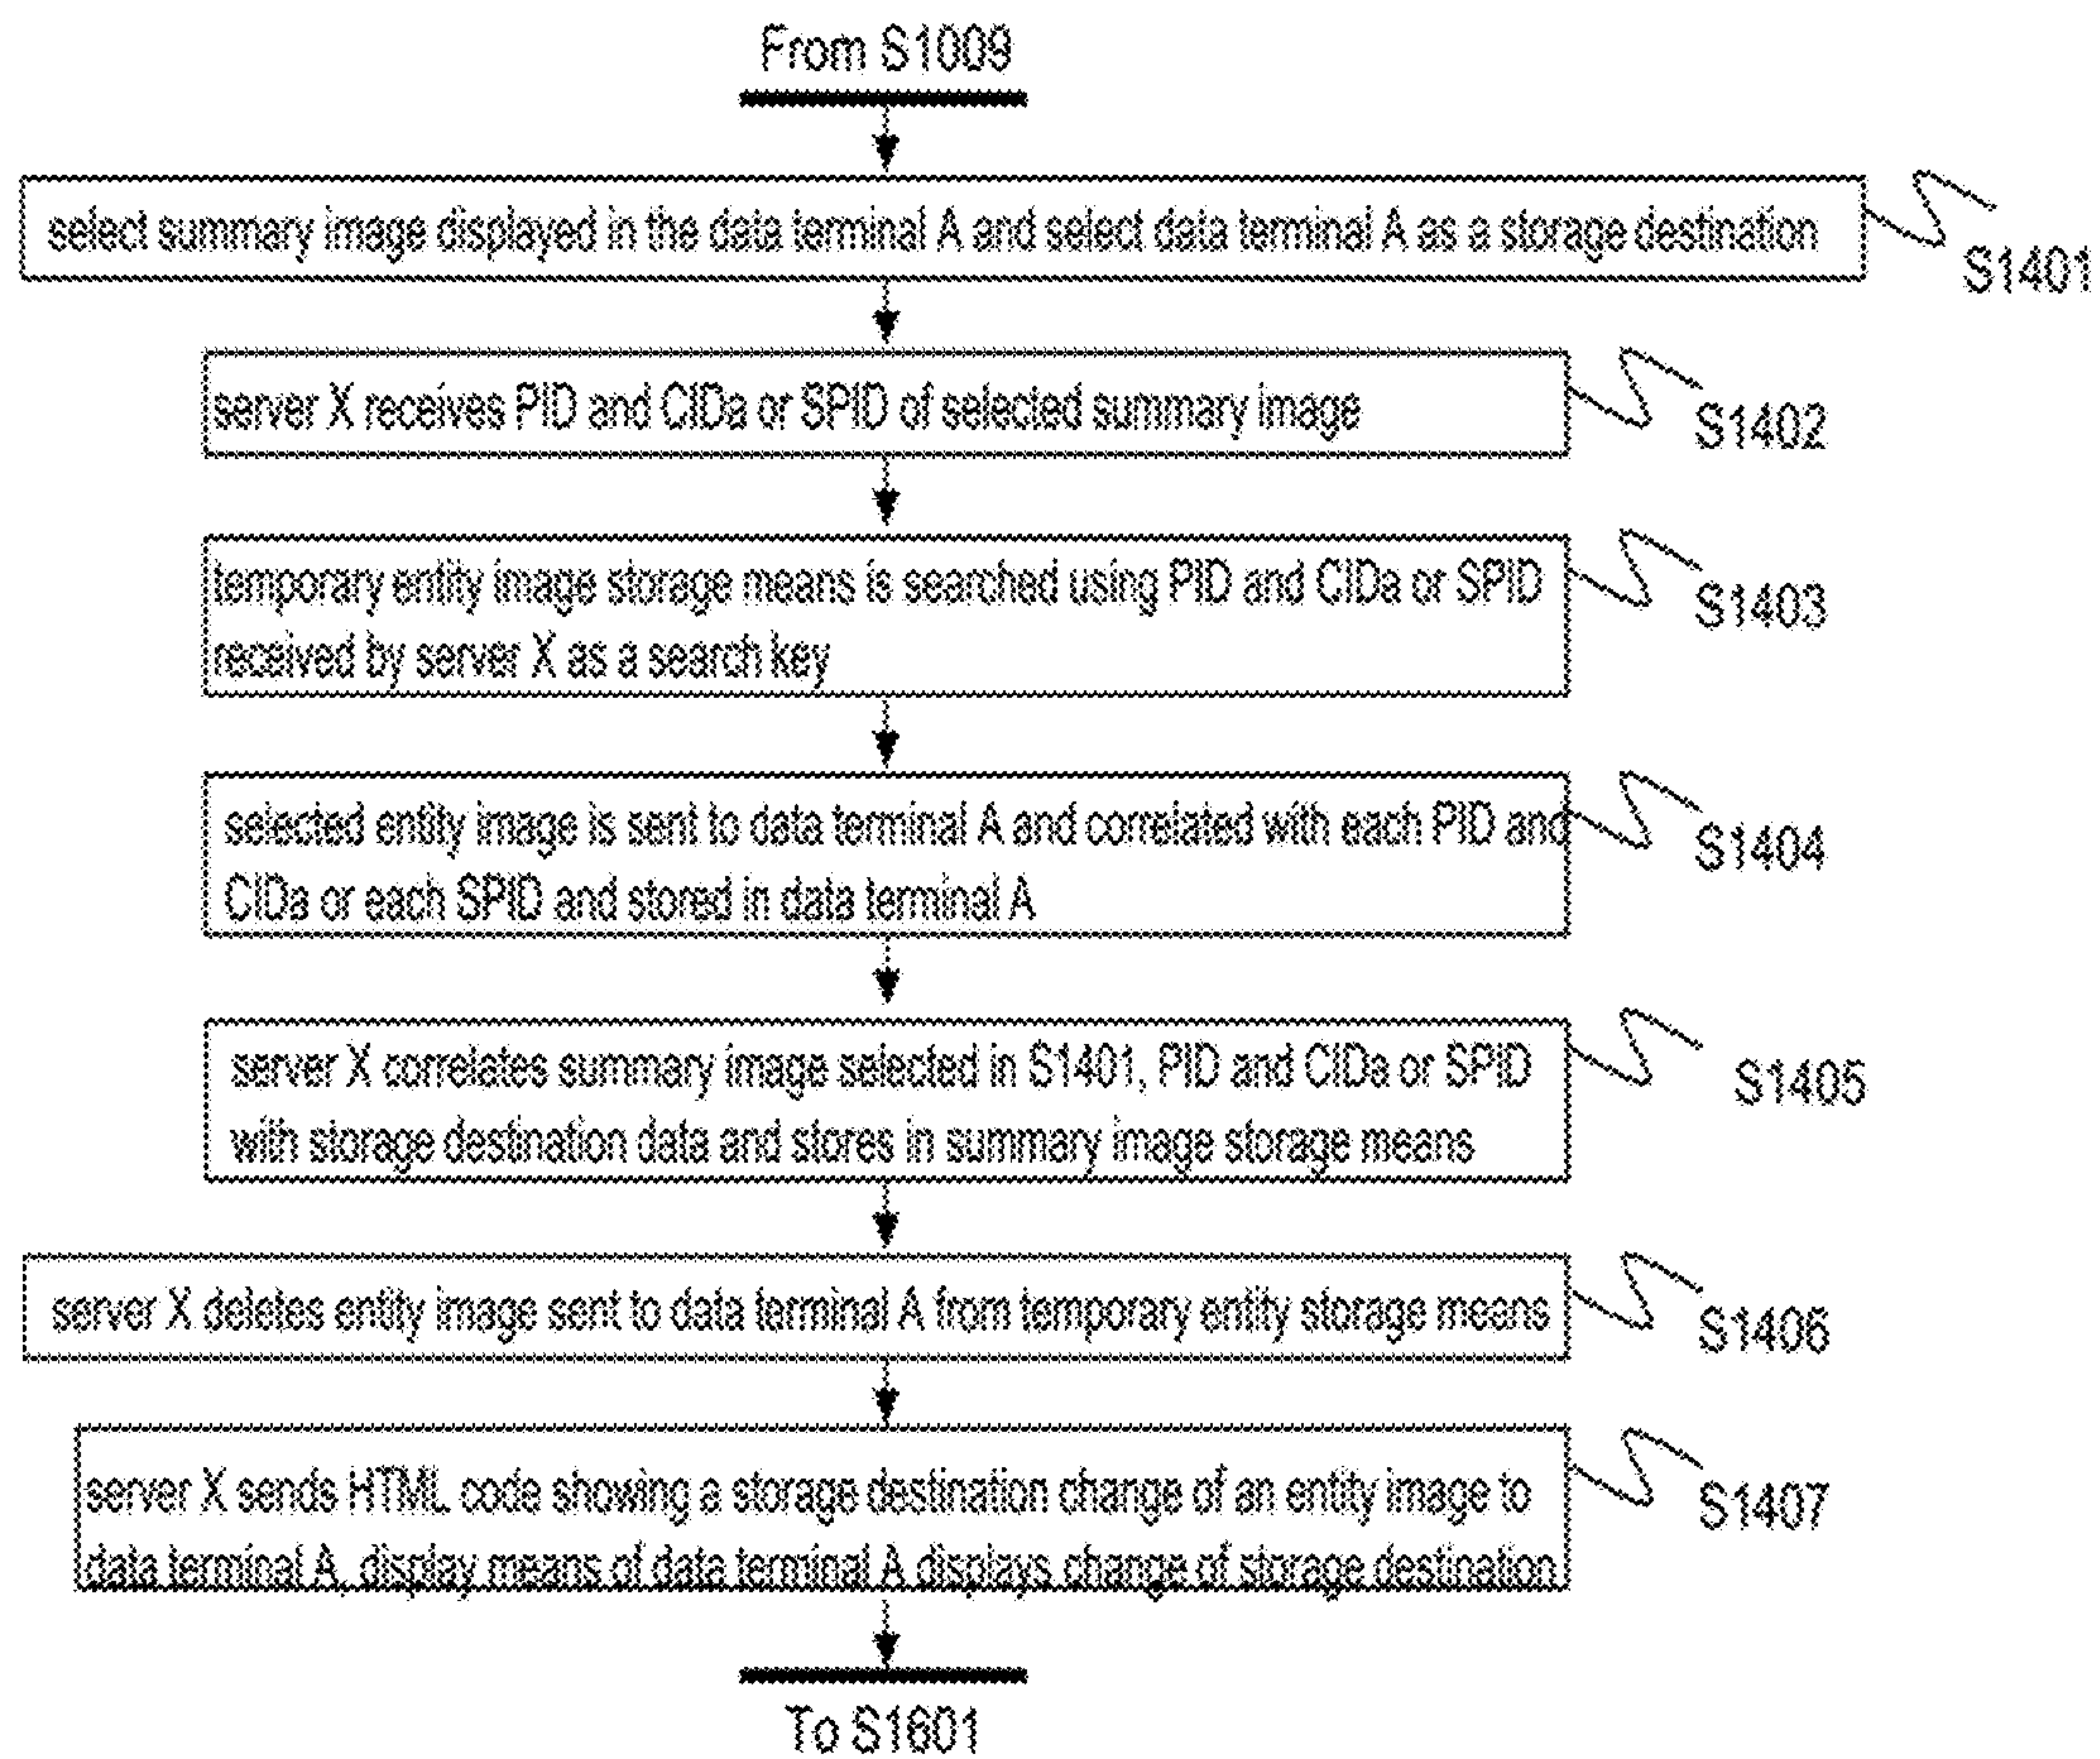 From S1009
select summary image displayed in the data terminal A and select data terminal A as a storage destination
S1401
server X receives PID and CIDa or SPID of selected summary image
S1402
temporary entity image storage means is searched using PID and CIDa or SPID
received by server X as a search key
S1403
selected entity image is sent to data terminal A and correlated with each PID and
CIDa or each SPID and stored in data terminal A
S1404
server X correlates summary image selected in S1401, PID and CIDa or SPID
with storage destination data and stores in summary image storage means
S1405
server X deletes entity image sent to data terminal A from temporary entity storage means
S1406
server X sends HTML code showing a storage destination change of an entity image to
data terminal A, display means of data terminal A displays change of storage destination
S1407
To S1601